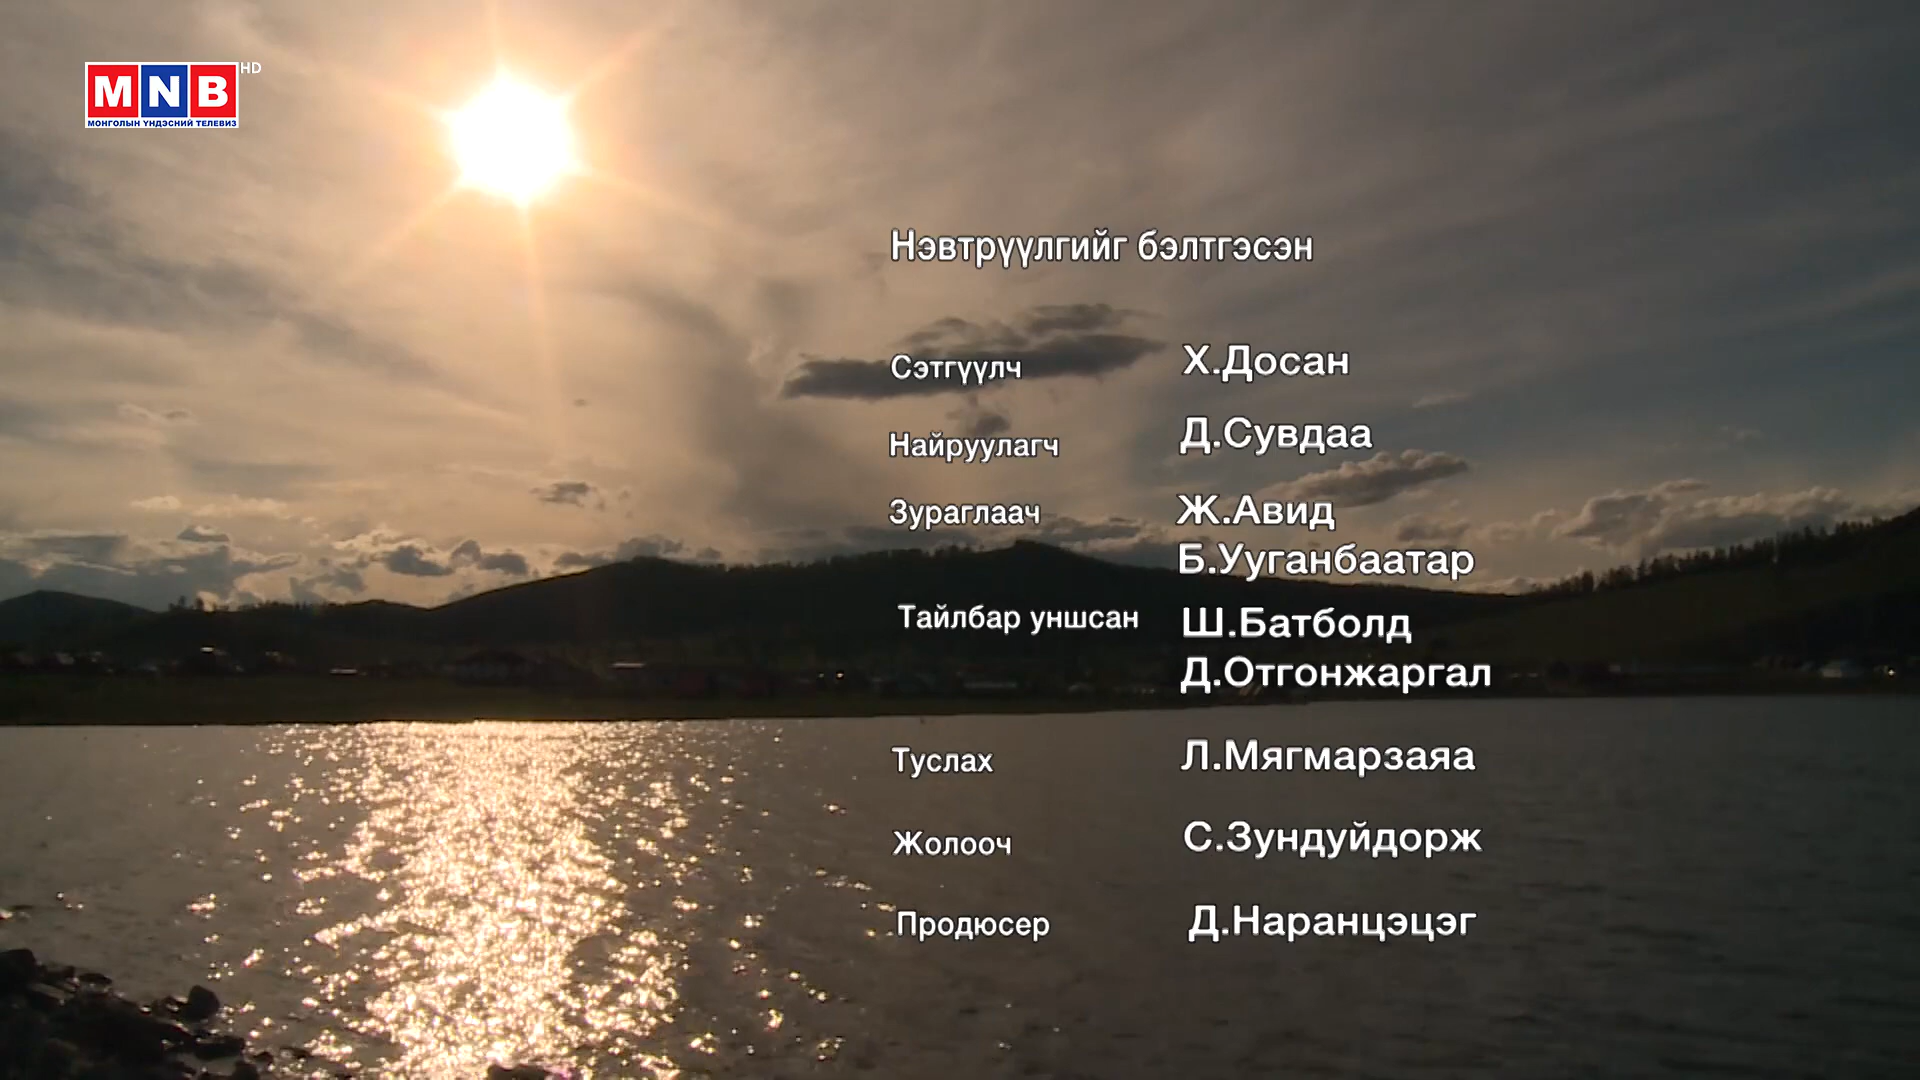 MNB HD
МОНГОЛЫН ҮНДЭСНИЙ ТЕЛЕВИЗ
Нэвтрүүлгийг бэлтгэсэн
Сэтгүүлч Х.Досан
Найруулагч Д.Сувдаа
Зураглаач Ж.Авид
Б.Ууганбаатар
Тайлбар уншсан Ш.Батболд
Д.Отгонжаргал
Туслах Л.Мягмарзаяа
Жолооч С.Зундуйдорж
Продюсер Д.Наранцэцэг